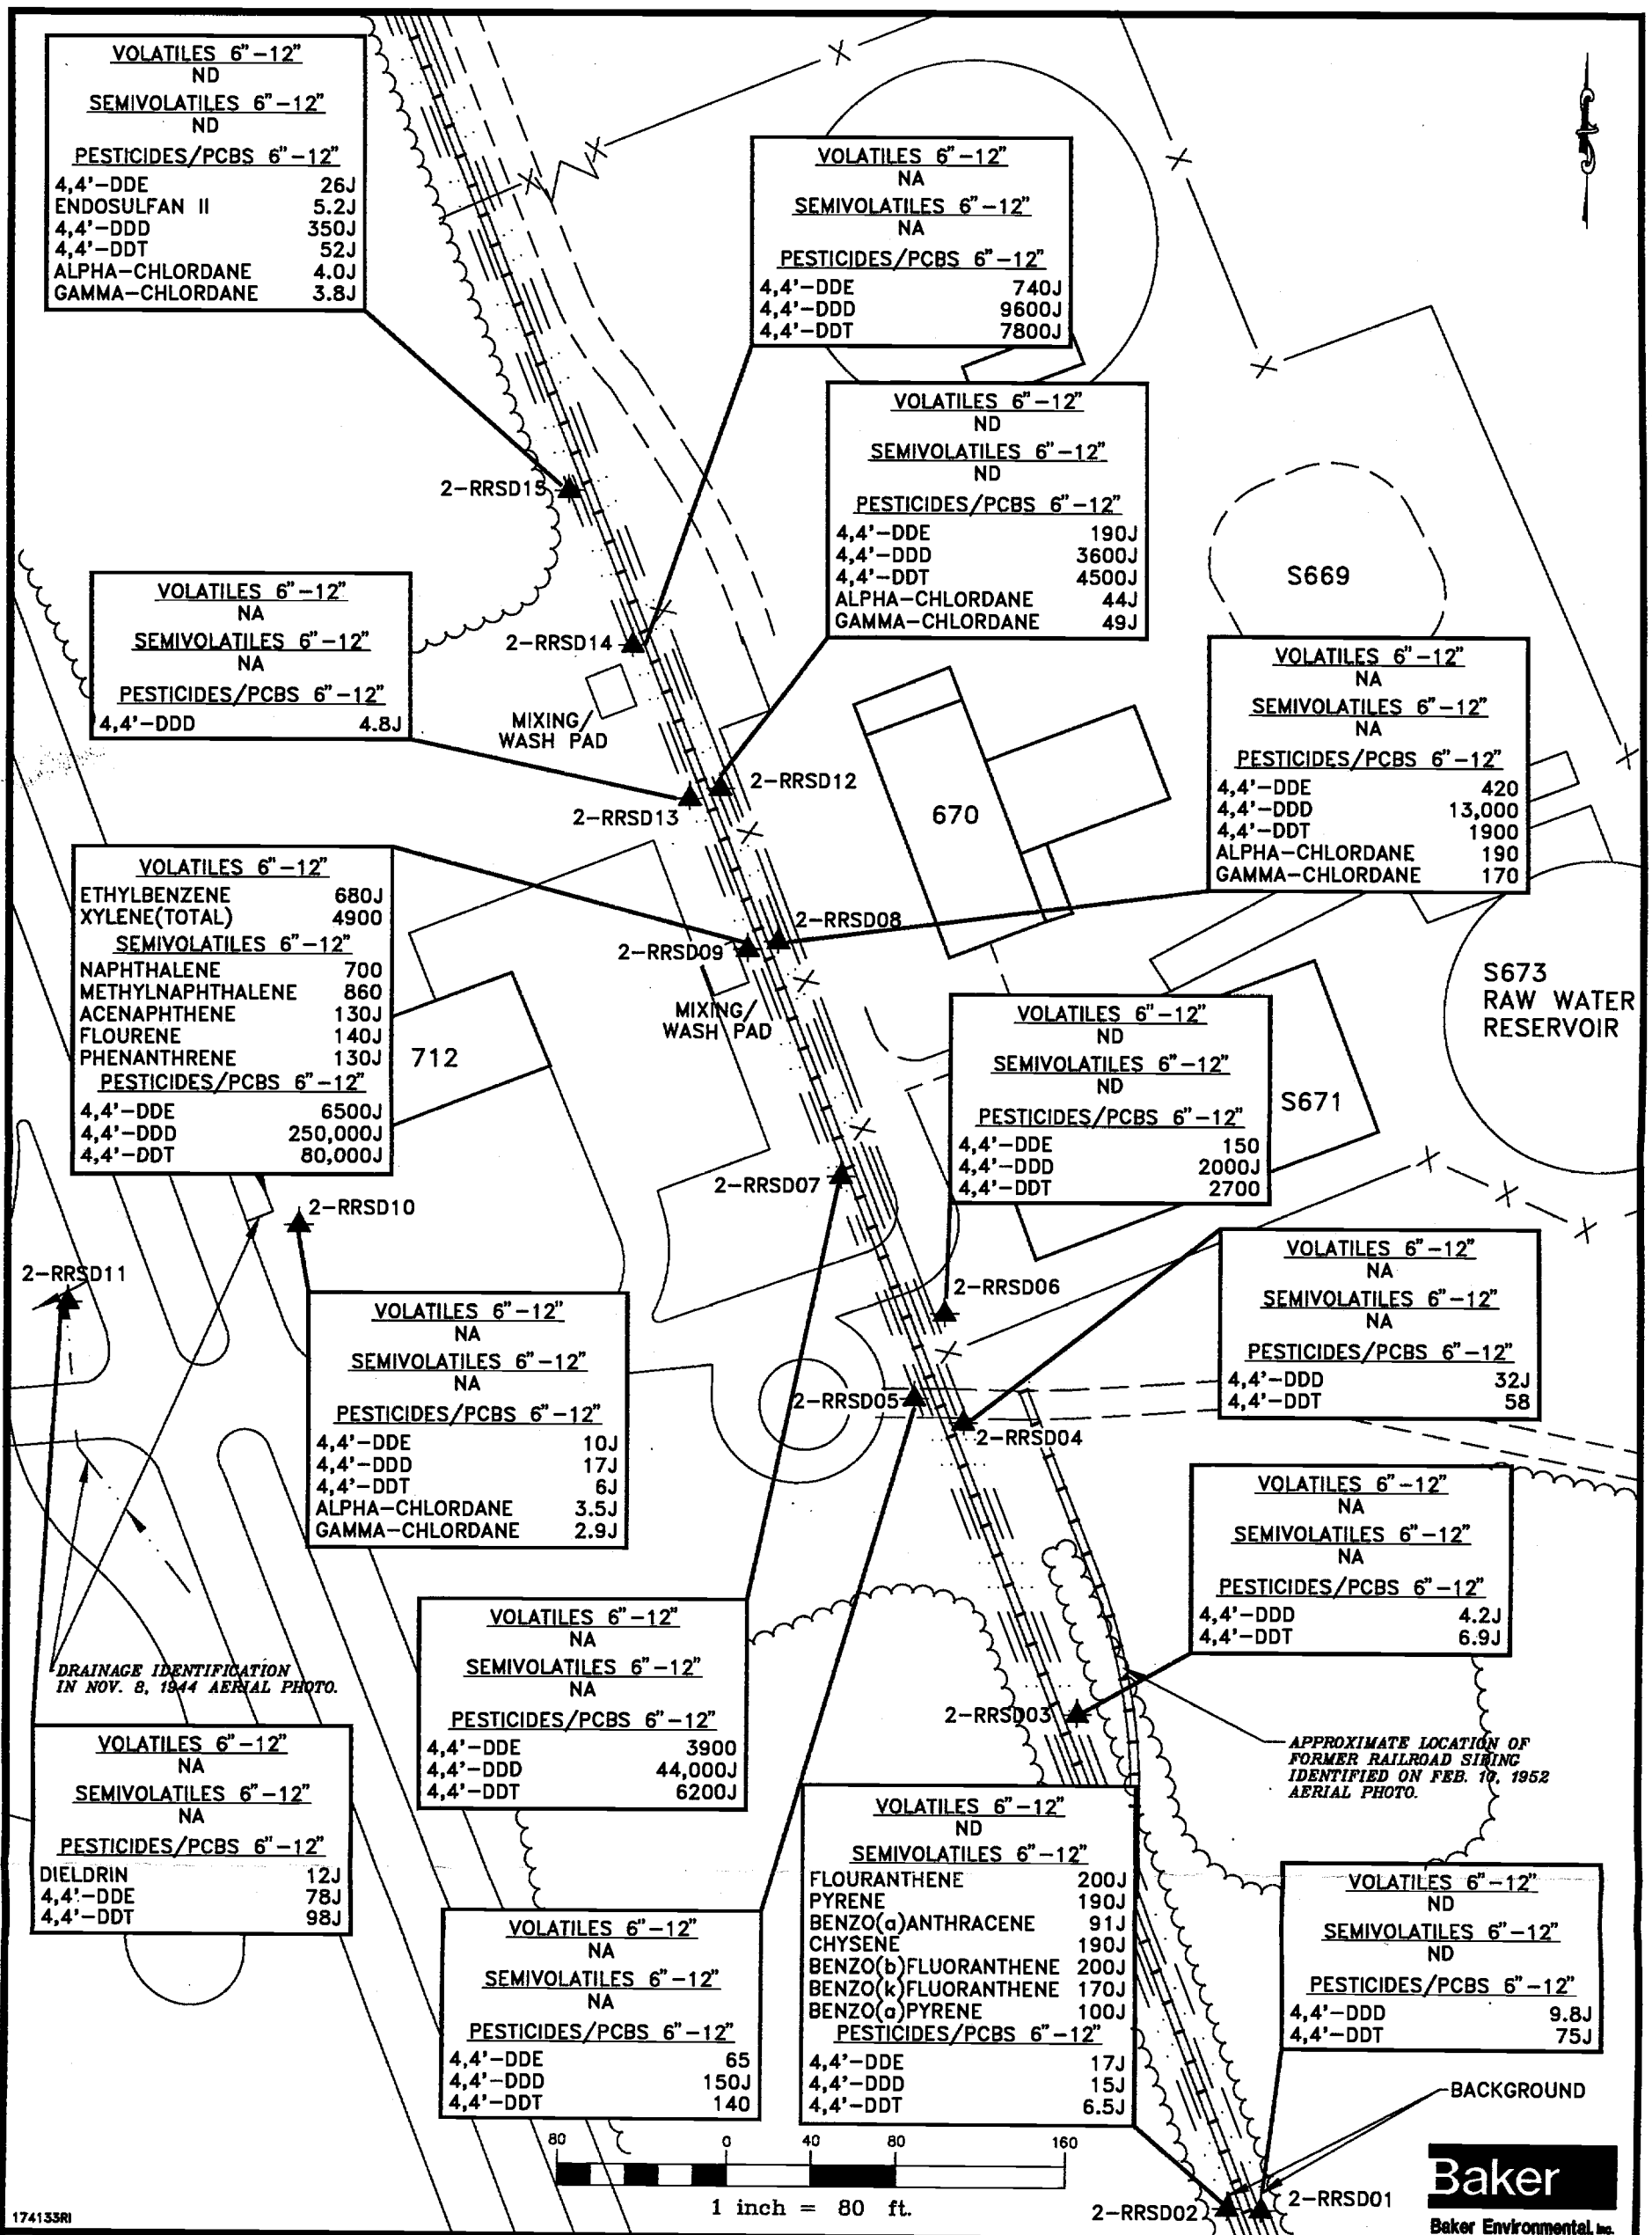 VOLATILES 6"-12"
ND
SEMIVOLATILES 6"-12"
ND
PESTICIDES/PCBS 6"-12"
4,4'-DDE 26J
ENDOSULFAN II 5.2J
4,4'-DDD 350J
4,4'-DDT 52J
ALPHA-CHLORDANE 4.0J
GAMMA-CHLORDANE 3.8J
VOLATILES 6"-12"
NA
SEMIVOLATILES 6"-12"
NA
PESTICIDES/PCBS 6"-12"
4,4'-DDE 740J
4,4'-DDD 9600J
4,4'-DDT 7800J
VOLATILES 6"-12"
ND
SEMIVOLATILES 6"-12"
ND
PESTICIDES/PCBS 6"-12"
4,4'-DDE 190J
4,4'-DDD 3600J
4,4'-DDT 4500J
ALPHA-CHLORDANE 44J
GAMMA-CHLORDANE 49J
2-RRSD15
S669
VOLATILES 6"-12"
NA
SEMIVOLATILES 6"-12"
NA
PESTICIDES/PCBS 6"-12"
4,4'-DDD 4.8J
2-RRSD14
MIXING/
WASH PAD
VOLATILES 6"-12"
NA
SEMIVOLATILES 6"-12"
NA
PESTICIDES/PCBS 6"-12"
4,4'-DDE 420
4,4'-DDD 13,000
4,4'-DDT 1900
ALPHA-CHLORDANE 190
GAMMA-CHLORDANE 170
2-RRSD12
2-RRSD13
670
VOLATILES 6"-12"
ETHYLBENZENE 680J
XYLENE(TOTAL) 4900
SEMIVOLATILES 6"-12"
NAPHTHALENE 700
METHYLNAPHTHALENE 860
ACENAPHTHENE 130J
FLOURENE 140J
PHENANTHRENE 130J
PESTICIDES/PCBS 6"-12"
4,4'-DDE 6500J
4,4'-DDD 250,000J
4,4'-DDT 80,000J
2-RRSD08
2-RRSD09
MIXING/
WASH PAD
712
S673
RAW WATER
RESERVOIR
VOLATILES 6"-12"
ND
SEMIVOLATILES 6"-12"
ND
PESTICIDES/PCBS 6"-12"
4,4'-DDE 150
4,4'-DDD 2000J
4,4'-DDT 2700
S671
2-RRSD07
2-RRSD10
2-RRSD11
2-RRSD06
VOLATILES 6"-12"
NA
SEMIVOLATILES 6"-12"
NA
PESTICIDES/PCBS 6"-12"
4,4'-DDD 32J
4,4'-DDT 58
VOLATILES 6"-12"
NA
SEMIVOLATILES 6"-12"
NA
PESTICIDES/PCBS 6"-12"
4,4'-DDE 10J
4,4'-DDD 17J
4,4'-DDT 6J
ALPHA-CHLORDANE 3.5J
GAMMA-CHLORDANE 2.9J
2-RRSD05
2-RRSD04
VOLATILES 6"-12"
NA
SEMIVOLATILES 6"-12"
NA
PESTICIDES/PCBS 6"-12"
4,4'-DDD 4.2J
4,4'-DDT 6.9J
VOLATILES 6"-12"
NA
SEMIVOLATILES 6"-12"
NA
PESTICIDES/PCBS 6"-12"
4,4'-DDE 3900
4,4'-DDD 44,000J
4,4'-DDT 6200J
DRAINAGE IDENTIFICATION
IN NOV. 8, 1944 AERIAL PHOTO.
2-RRSD03
APPROXIMATE LOCATION OF
FORMER RAILROAD SIDING
IDENTIFIED ON FEB. 10, 1952
AERIAL PHOTO.
VOLATILES 6"-12"
NA
SEMIVOLATILES 6"-12"
NA
PESTICIDES/PCBS 6"-12"
DIELDRIN 12J
4,4'-DDE 78J
4,4'-DDT 98J
VOLATILES 6"-12"
ND
SEMIVOLATILES 6"-12"
FLOURANTHENE 200J
PYRENE 190J
BENZO(a)ANTHRACENE 91J
CHYSENE 190J
BENZO(b)FLUORANTHENE 200J
BENZO(k)FLUORANTHENE 170J
BENZO(a)PYRENE 100J
PESTICIDES/PCBS 6"-12"
4,4'-DDE 17J
4,4'-DDD 15J
4,4'-DDT 6.5J
VOLATILES 6"-12"
NA
SEMIVOLATILES 6"-12"
NA
PESTICIDES/PCBS 6"-12"
4,4'-DDE 65
4,4'-DDD 150J
4,4'-DDT 140
VOLATILES 6"-12"
ND
SEMIVOLATILES 6"-12"
ND
PESTICIDES/PCBS 6"-12"
4,4'-DDD 9.8J
4,4'-DDT 75J
BACKGROUND
80 0 40 80 160
1 inch = 80 ft.
2-RRSD02
2-RRSD01
Baker
Baker Environmental, Inc.
174133RI